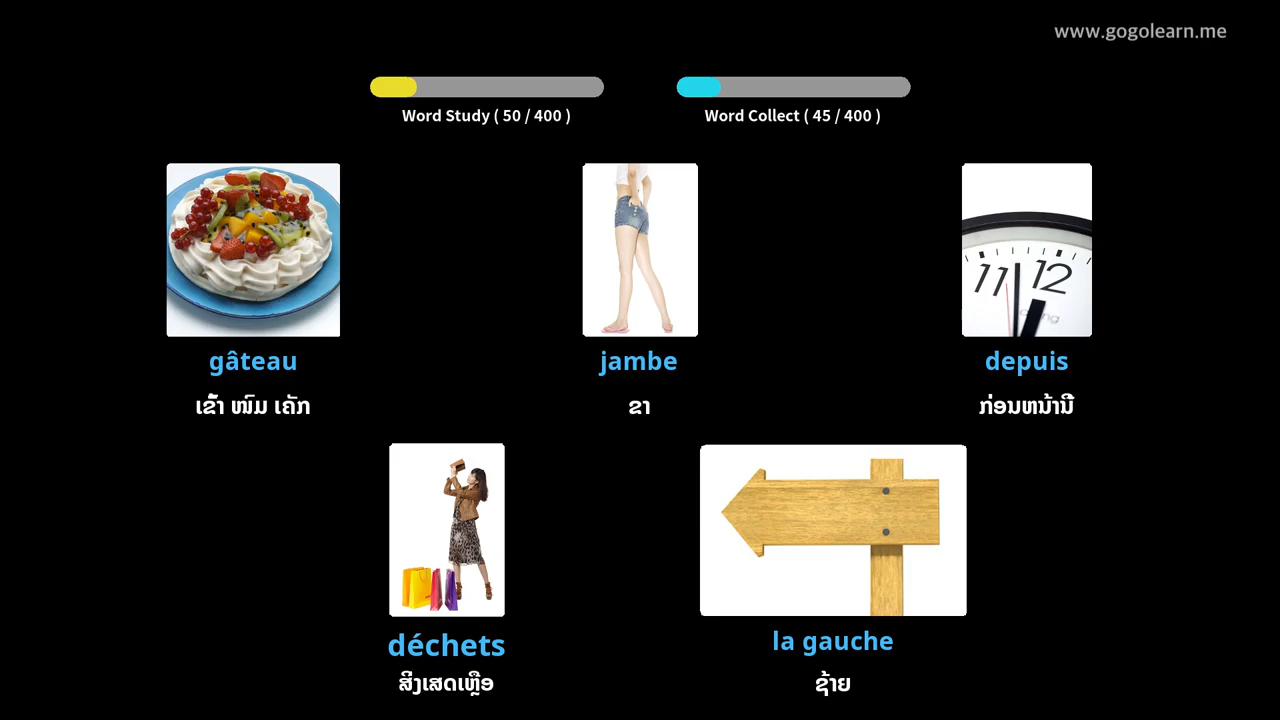 www.gogolearn.me
Word Study ( 50 / 400 )
Word Collect ( 45 / 400 )
11 12
gâteau
jambe
depuis
ເຂົ້າ ໜົມ ເຄັກ
ຂາ
ກ່ອນຫນ້ານີ້
déchets
la gauche
ສິ່ງເສດເຫຼືອ
ຊ້າຍ